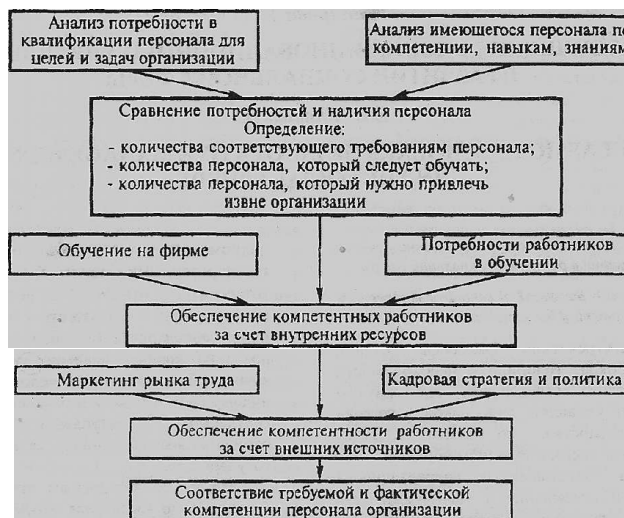 Анализ потребности в
квалификации персонала для
целей и задач организации
Анализ имеющегося персонала по
компетенции, навыкам, знаниям
Сравнение потребностей и наличия персонала
Определение:
- количества соответствующего требованиям персонала;
- количества персонала, который следует обучать;
- количества персонала, который нужно привлечь
извне организации
Обучение на фирме
Потребности работников
в обучении
Обеспечение компетентных работников
за счет внутренних ресурсов
Маркетинг рынка труда
Кадровая стратегия и политика
Обеспечение компетентности работников
за счет внешних источников
Соответствие требуемой и фактической
компетенции персонала организации